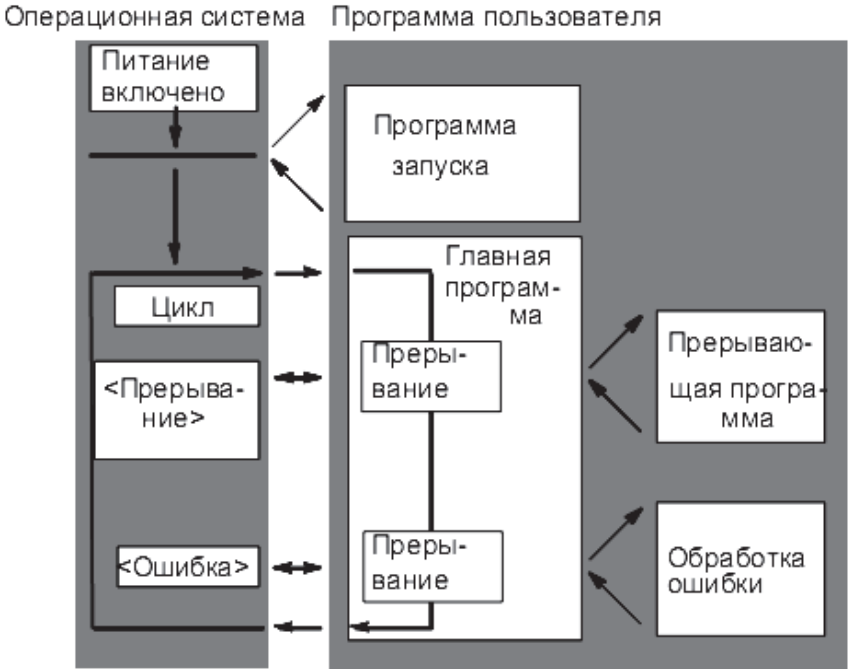 Операционная система Программа пользователя
Питание
включено
Программа
запуска
Главная
програм-
ма
Цикл
<Прерыва-
ние>
Преры-
вание
Прерываю-
щая програ-
мма
<Ошибка>
Преры-
вание
Обработка
ошибки